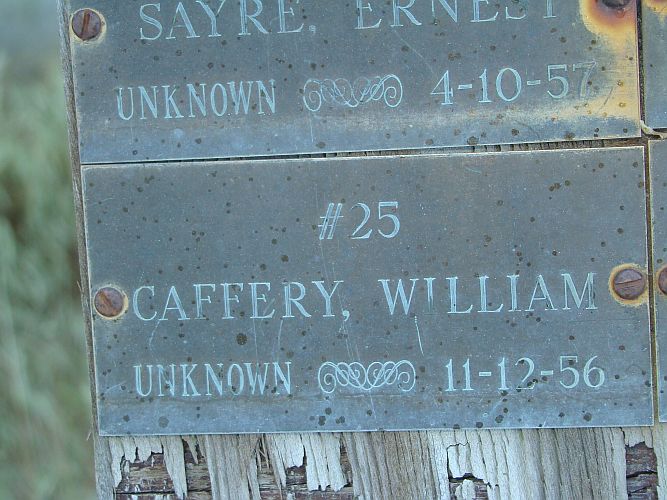 SAYRE, ERNEST
UNKNOWN 4-10-57
#25
CAFFERY, WILLIAM
UNKNOWN 11-12-56